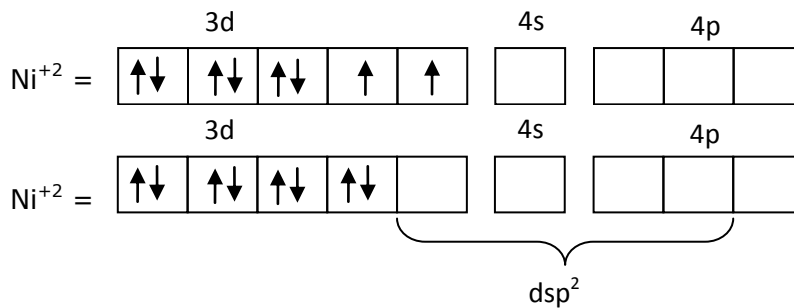 3d 4s 4p
Ni⁺² = ↑↓ ↑↓ ↑↓ ↑ ↑
3d 4s 4p
Ni⁺² = ↑↓ ↑↓ ↑↓ ↑↓
dsp²